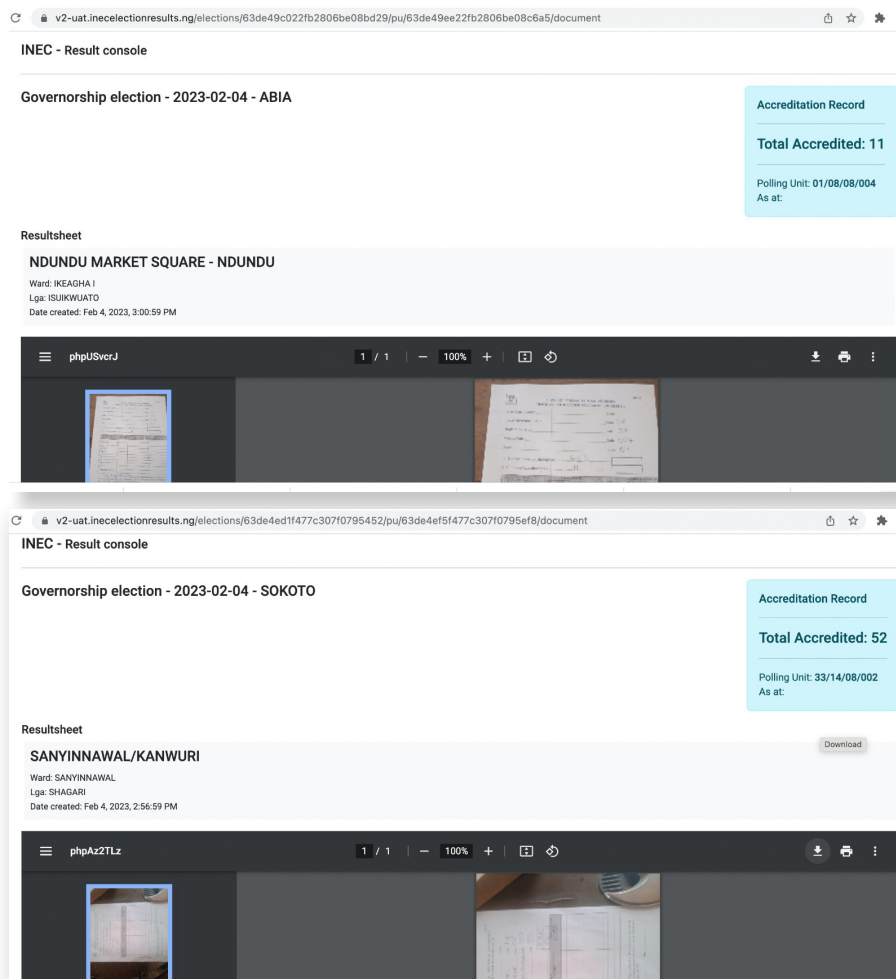 v2-uat.inecelectionresults.ng/elections/63de49c022fb2806be08bd29/pu/63de49ee22fb2806be08c6a5/document
INEC - Result console
Governorship election - 2023-02-04 - ABIA
Accreditation Record
Total Accredited: 11
Polling Unit: 01/08/08/004
As at:
Resultsheet
NDUNDU MARKET SQUARE - NDUNDU
Ward: IKEAGHA I
Lga: ISUIKWUATO
Date created: Feb 4, 2023, 3:00:59 PM
phpUSvcrJ
1 / 1
100%
v2-uat.inecelectionresults.ng/elections/63de4ed1f477c307f0795452/pu/63de4ef5f477c307f0795ef8/document
INEC - Result console
Governorship election - 2023-02-04 - SOKOTO
Accreditation Record
Total Accredited: 52
Polling Unit: 33/14/08/002
As at:
Resultsheet
Download
SANYINNAWAL/KANWURI
Ward: SANYINNAWAL
Lga: SHAGARI
Date created: Feb 4, 2023, 2:56:59 PM
phpAz2TLz
1 / 1
100%